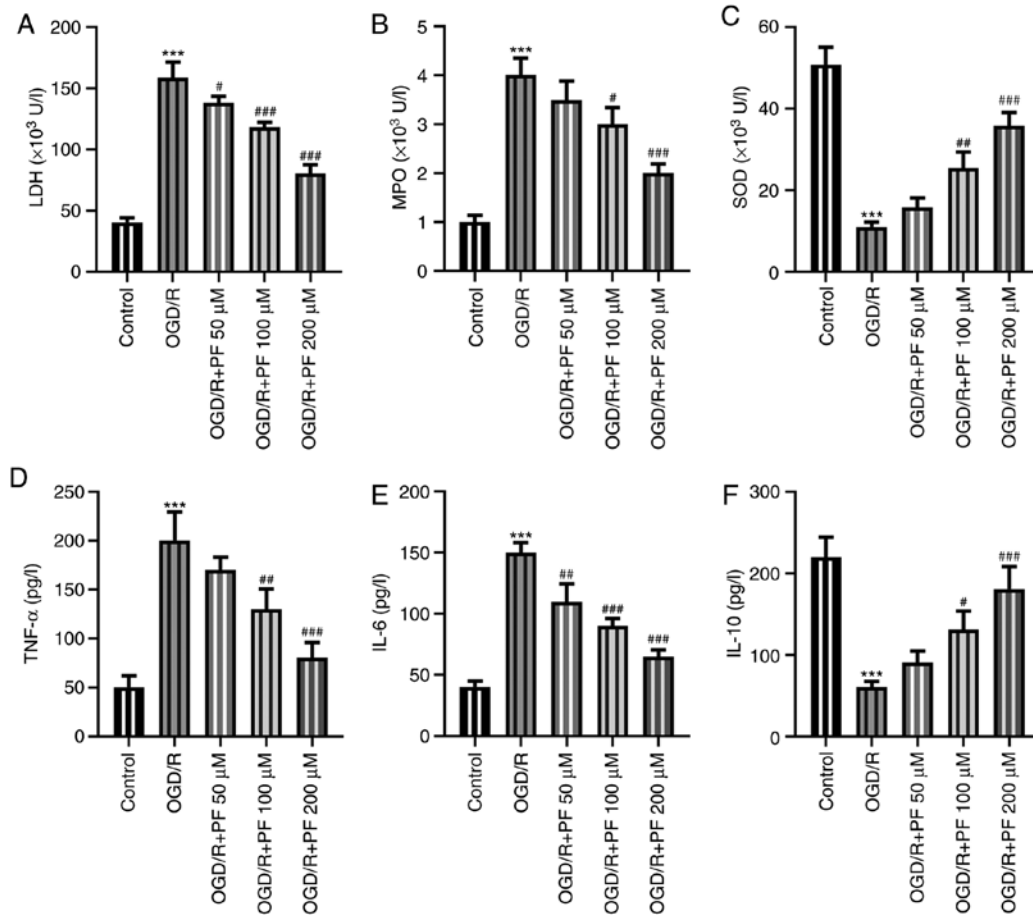 A
LDH (×10³ U/l)
200
150
100
50
0
***
#
###
###
Control
OGD/R
OGD/R+PF 50 μM
OGD/R+PF 100 μM
OGD/R+PF 200 μM
B
MPO (×10³ U/l)
5
4
3
2
1
0
***
#
###
Control
OGD/R
OGD/R+PF 50 μM
OGD/R+PF 100 μM
OGD/R+PF 200 μM
C
SOD (×10³ U/l)
60
40
20
0
***
##
###
Control
OGD/R
OGD/R+PF 50 μM
OGD/R+PF 100 μM
OGD/R+PF 200 μM
D
TNF-α (pg/l)
250
200
150
100
50
0
***
##
###
Control
OGD/R
OGD/R+PF 50 μM
OGD/R+PF 100 μM
OGD/R+PF 200 μM
E
IL-6 (pg/l)
200
150
100
50
0
***
##
###
###
Control
OGD/R
OGD/R+PF 50 μM
OGD/R+PF 100 μM
OGD/R+PF 200 μM
F
IL-10 (pg/l)
300
200
100
0
***
#
###
Control
OGD/R
OGD/R+PF 50 μM
OGD/R+PF 100 μM
OGD/R+PF 200 μM